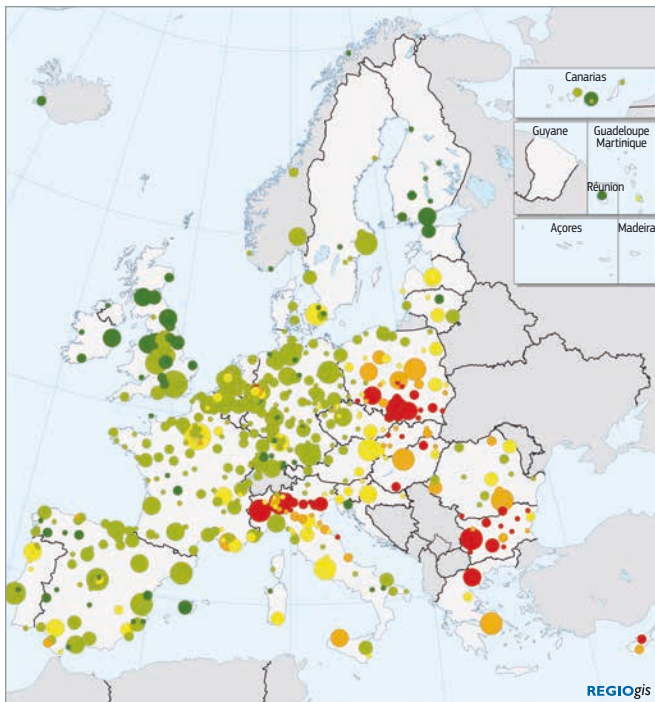 Canarias
Guyane
Guadeloupe
Martinique
Réunion
Açores
Madeira
REGIOgis